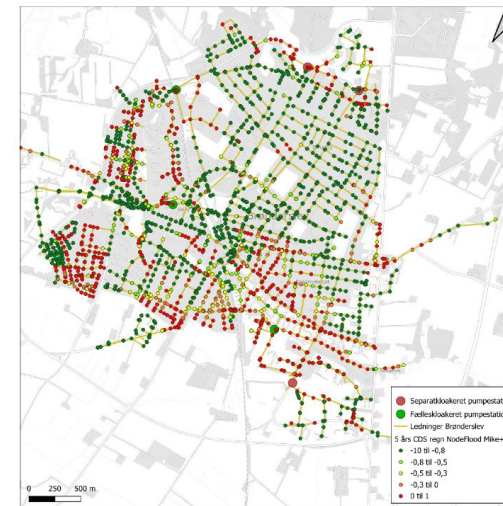 Separatkloakeret pumpestat
Fælleskloakeret pumpestatio
Ledninger Brønderslev
5 års CDS regn NodeFlood Mike+
-10 til -0,8
-0,8 til -0,5
-0,5 til -0,3
-0,3 til 0
0 til 1
0 250 500 m